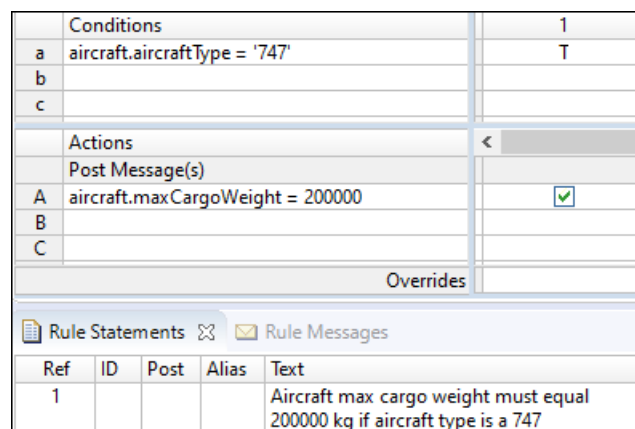 Conditions 1
a aircraft.aircraftType = '747' T
b
c
Actions <
Post Message(s)
A aircraft.maxCargoWeight = 200000
B
C
Overrides
Rule Statements Rule Messages
Ref ID Post Alias Text
1 Aircraft max cargo weight must equal
200000 kg if aircraft type is a 747